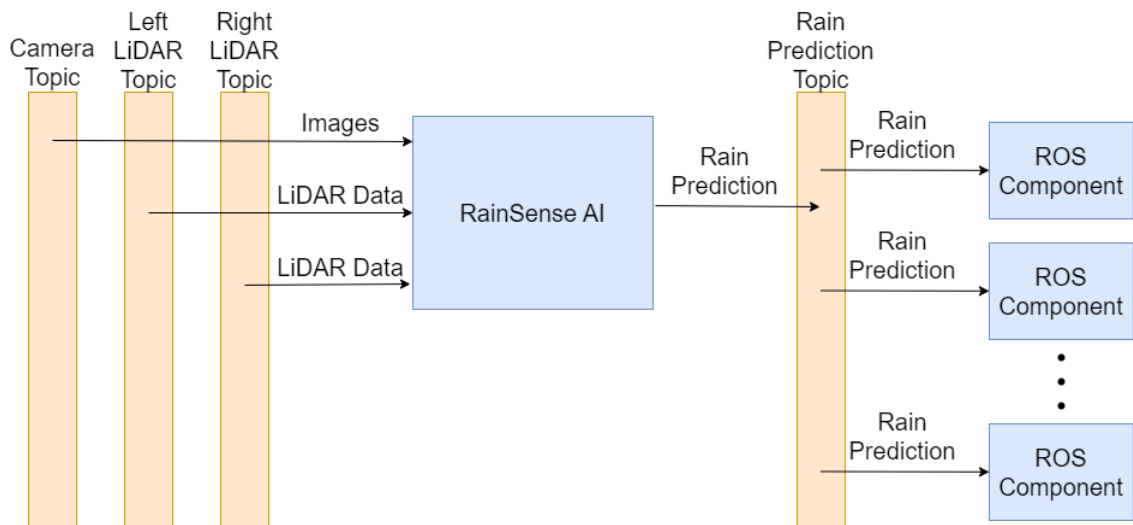 Camera
Topic
Left
LiDAR
Topic
Right
LiDAR
Topic
Images
LiDAR Data
LiDAR Data
RainSense AI
Rain
Prediction
Rain
Prediction
Topic
Rain
Prediction
ROS
Component
Rain
Prediction
ROS
Component
Rain
Prediction
ROS
Component